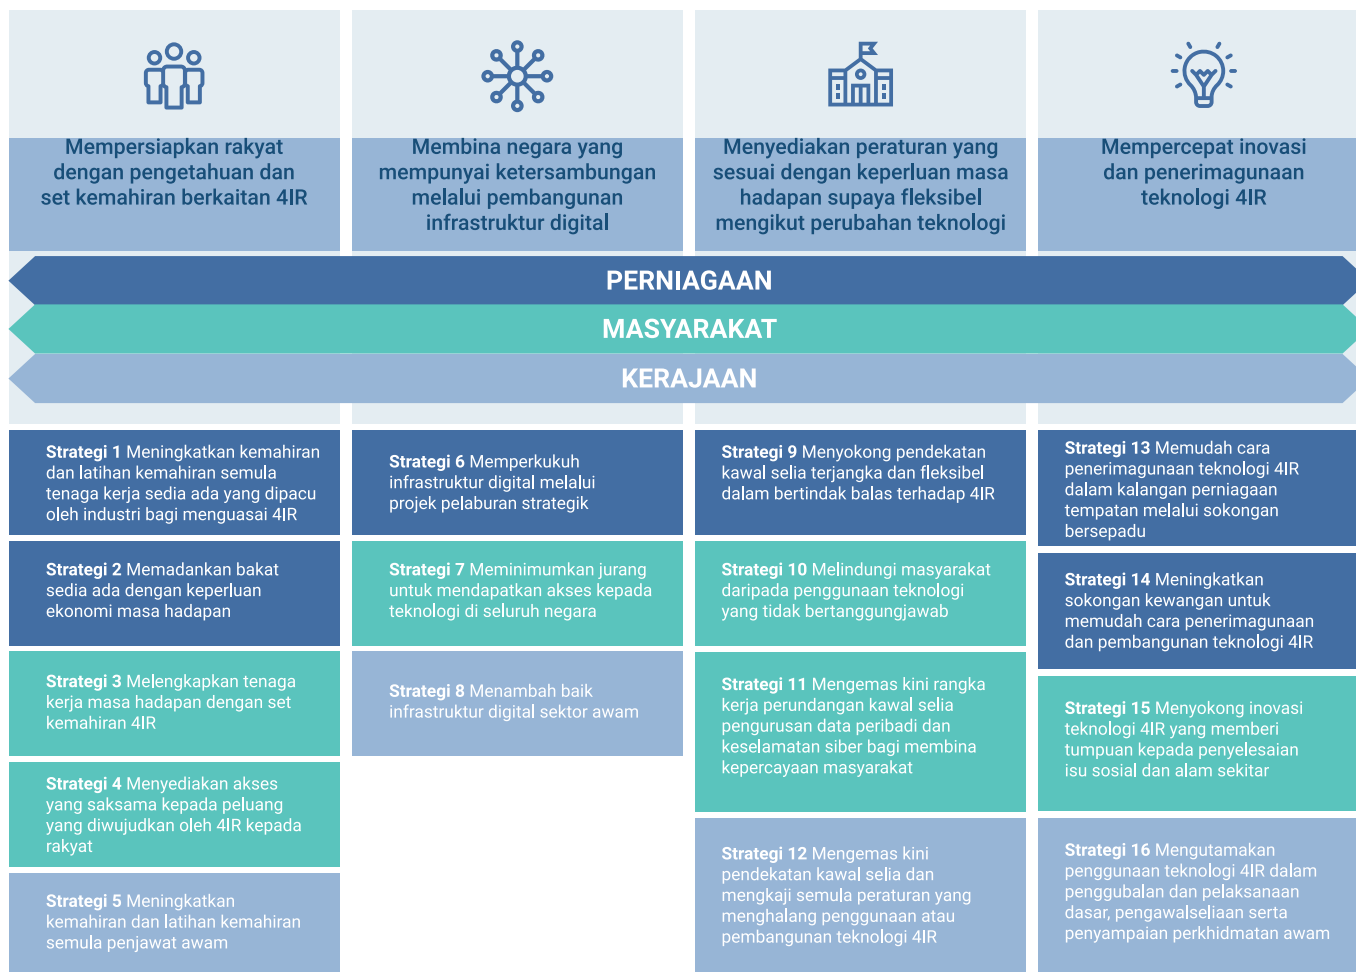 Mempersiapkan rakyat
dengan pengetahuan dan
set kemahiran berkaitan 4IR
Membina negara yang
mempunyai ketersambungan
melalui pembangunan
infrastruktur digital
Menyediakan peraturan yang
sesuai dengan keperluan masa
hadapan supaya fleksibel
mengikut perubahan teknologi
Mempercepat inovasi
dan penerimagunaan
teknologi 4IR
PERNIAGAAN
MASYARAKAT
KERAJAAN
Strategi 1 Meningkatkan kemahiran
dan latihan kemahiran semula
tenaga kerja sedia ada yang dipacu
oleh industri bagi menguasai 4IR
Strategi 2 Memadankan bakat
sedia ada dengan keperluan
ekonomi masa hadapan
Strategi 3 Melengkapkan tenaga
kerja masa hadapan dengan set
kemahiran 4IR
Strategi 4 Menyediakan akses
yang saksama kepada peluang
yang diwujudkan oleh 4IR kepada
rakyat
Strategi 5 Meningkatkan
kemahiran dan latihan kemahiran
semula penjawat awam
Strategi 6 Memperkukuh
infrastruktur digital melalui
projek pelaburan strategik
Strategi 7 Meminimumkan jurang
untuk mendapatkan akses kepada
teknologi di seluruh negara
Strategi 8 Menambah baik
infrastruktur digital sektor awam
Strategi 9 Menyokong pendekatan
kawal selia terjangka dan fleksibel
dalam bertindak balas terhadap 4IR
Strategi 10 Melindungi masyarakat
daripada penggunaan teknologi
yang tidak bertanggungjawab
Strategi 11 Mengemas kini rangka
kerja perundangan kawal selia
pengurusan data peribadi dan
keselamatan siber bagi membina
kepercayaan masyarakat
Strategi 12 Mengemas kini
pendekatan kawal selia dan
mengkaji semula peraturan yang
menghalang penggunaan atau
pembangunan teknologi 4IR
Strategi 13 Memudah cara
penerimagunaan teknologi 4IR
dalam kalangan perniagaan
tempatan melalui sokongan
bersepadu
Strategi 14 Meningkatkan
sokongan kewangan untuk
memudah cara penerimagunaan
dan pembangunan teknologi 4IR
Strategi 15 Menyokong inovasi
teknologi 4IR yang memberi
tumpuan kepada penyelesaian
isu sosial dan alam sekitar
Strategi 16 Mengutamakan
penggunaan teknologi 4IR dalam
penggubalan dan pelaksanaan
dasar, pengawalseliaan serta
penyampaian perkhidmatan awam